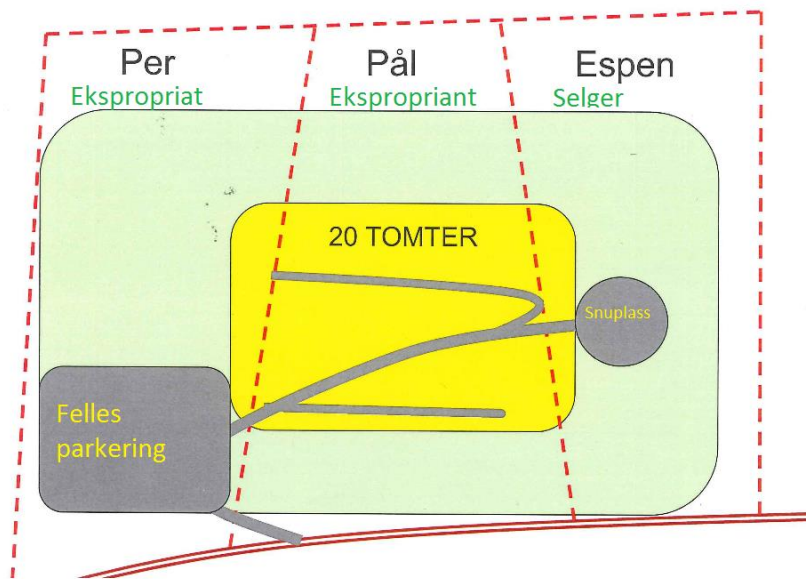 Per
Pål
Espen
Ekspropriat
Ekspropriant
Selger
20 TOMTER
Snuplass
Felles
parkering